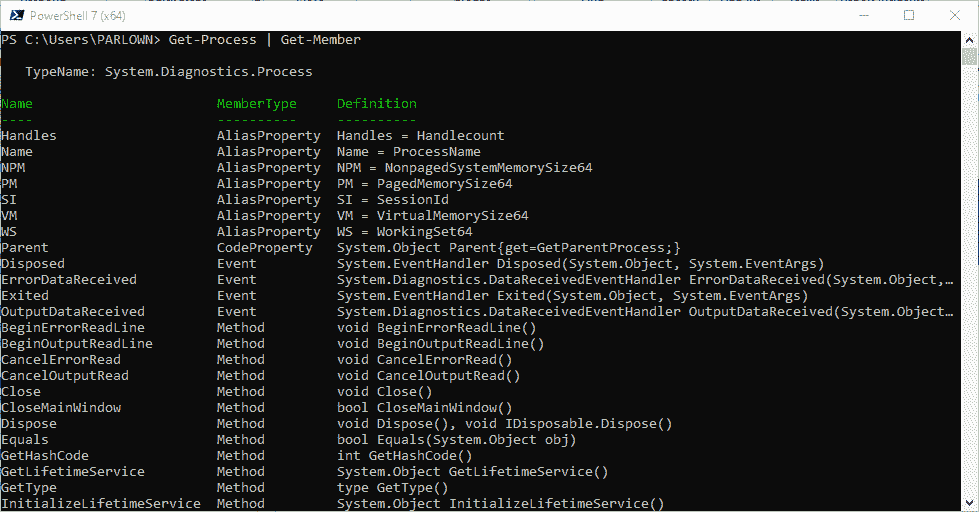 PowerShell 7 (x64)
PS C:\Users\PARLOWN> Get-Process | Get-Member
TypeName: System.Diagnostics.Process
Name MemberType Definition
---- ---------- ----------
Handles AliasProperty Handles = Handlecount
Name AliasProperty Name = ProcessName
NPM AliasProperty NPM = NonpagedSystemMemorySize64
PM AliasProperty PM = PagedMemorySize64
SI AliasProperty SI = SessionId
VM AliasProperty VM = VirtualMemorySize64
WS AliasProperty WS = WorkingSet64
Parent CodeProperty System.Object Parent{get=GetParentProcess;}
Disposed Event System.EventHandler Disposed(System.Object, System.EventArgs)
ErrorDataReceived Event System.Diagnostics.DataReceivedEventHandler ErrorDataReceived(System.Object,…
Exited Event System.EventHandler Exited(System.Object, System.EventArgs)
OutputDataReceived Event System.Diagnostics.DataReceivedEventHandler OutputDataReceived(System.Object…
BeginErrorReadLine Method void BeginErrorReadLine()
BeginOutputReadLine Method void BeginOutputReadLine()
CancelErrorRead Method void CancelErrorRead()
CancelOutputRead Method void CancelOutputRead()
Close Method void Close()
CloseMainWindow Method bool CloseMainWindow()
Dispose Method void Dispose(), void IDisposable.Dispose()
Equals Method bool Equals(System.Object obj)
GetHashCode Method int GetHashCode()
GetLifetimeService Method System.Object GetLifetimeService()
GetType Method type GetType()
InitializeLifetimeService Method System.Object InitializeLifetimeService()